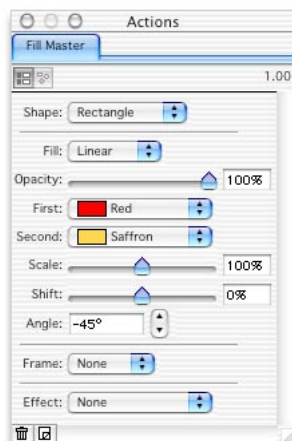 Actions
Fill Master
1.00
Shape: Rectangle
Fill: Linear
Opacity: 100%
First: Red
Second: Saffron
Scale: 100%
Shift: 0%
Angle: -45°
Frame: None
Effect: None